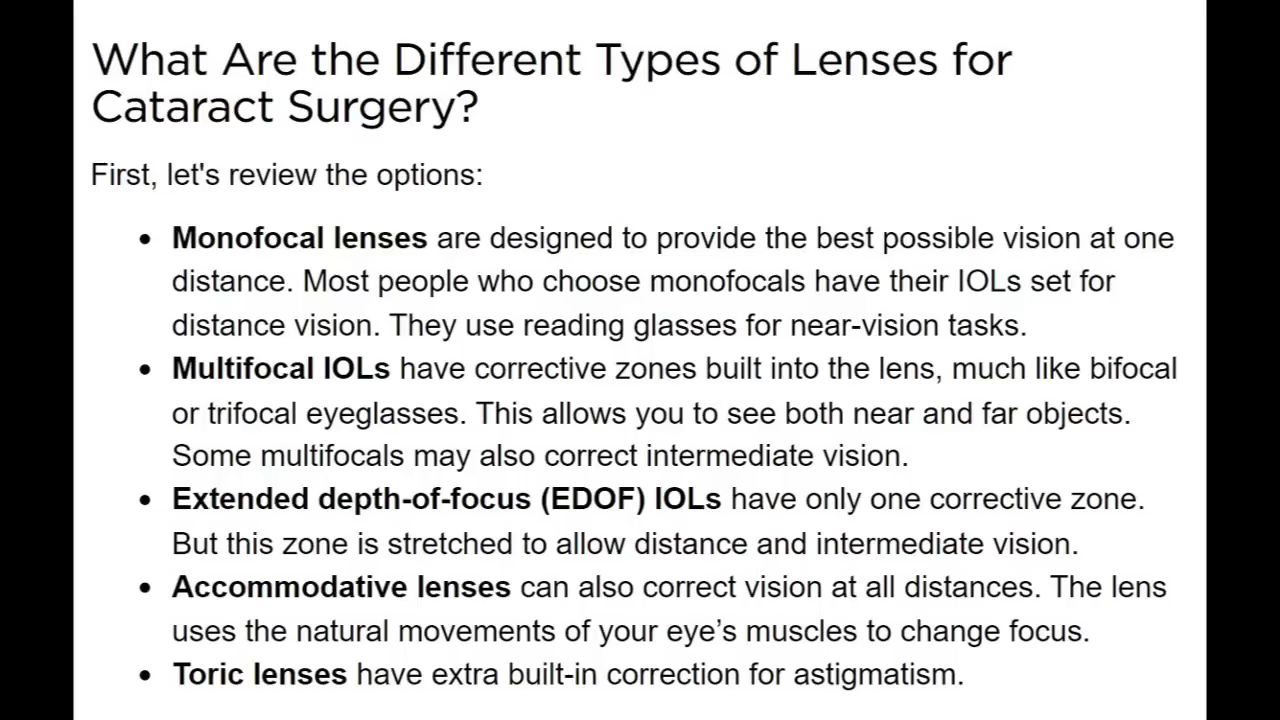 What Are the Different Types of Lenses for
Cataract Surgery?
First, let's review the options:
• Monofocal lenses are designed to provide the best possible vision at one
distance. Most people who choose monofocals have their IOLs set for
distance vision. They use reading glasses for near-vision tasks.
• Multifocal IOLs have corrective zones built into the lens, much like bifocal
or trifocal eyeglasses. This allows you to see both near and far objects.
Some multifocals may also correct intermediate vision.
• Extended depth-of-focus (EDOF) IOLs have only one corrective zone.
But this zone is stretched to allow distance and intermediate vision.
• Accommodative lenses can also correct vision at all distances. The lens
uses the natural movements of your eye’s muscles to change focus.
• Toric lenses have extra built-in correction for astigmatism.